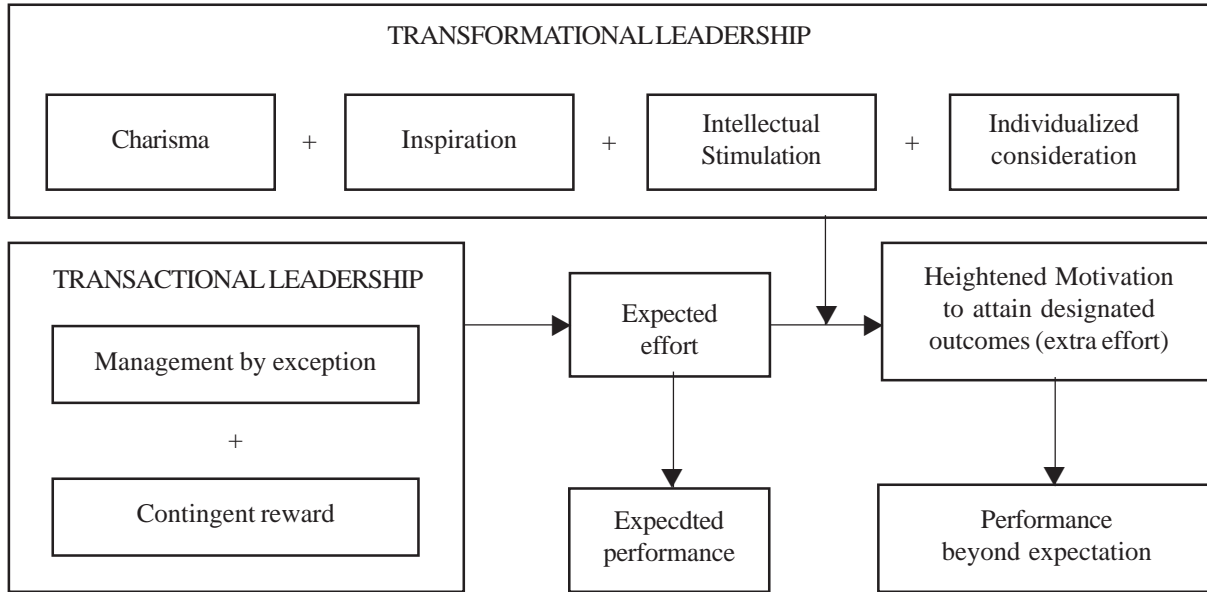 TRANSFORMATIONAL LEADERSHIP
Charisma
+
Inspiration
+
Intellectual
Stimulation
+
Individualized
consideration
TRANSACTIONAL LEADERSHIP
Management by exception
+
Contingent reward
Expected
effort
Heightened Motivation
to attain designated
outcomes (extra effort)
Expecdted
performance
Performance
beyond expectation